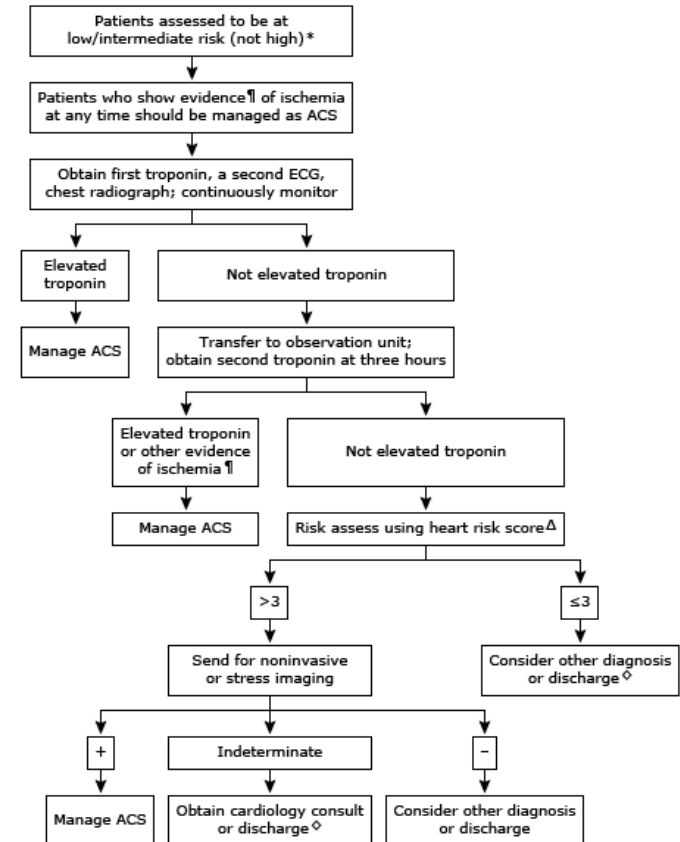 Patients assessed to be at
low/intermediate risk (not high)*
Patients who show evidence¶ of ischemia
at any time should be managed as ACS
Obtain first troponin, a second ECG,
chest radiograph; continuously monitor
Elevated
troponin
Not elevated troponin
Manage ACS
Transfer to observation unit;
obtain second troponin at three hours
Elevated troponin
or other evidence
of ischemia¶
Not elevated troponin
Manage ACS
Risk assess using heart risk scoreΔ
>3
≤3
Send for noninvasive
or stress imaging
Consider other diagnosis
or discharge◇
+
Indeterminate
−
Manage ACS
Obtain cardiology consult
or discharge◇
Consider other diagnosis
or discharge